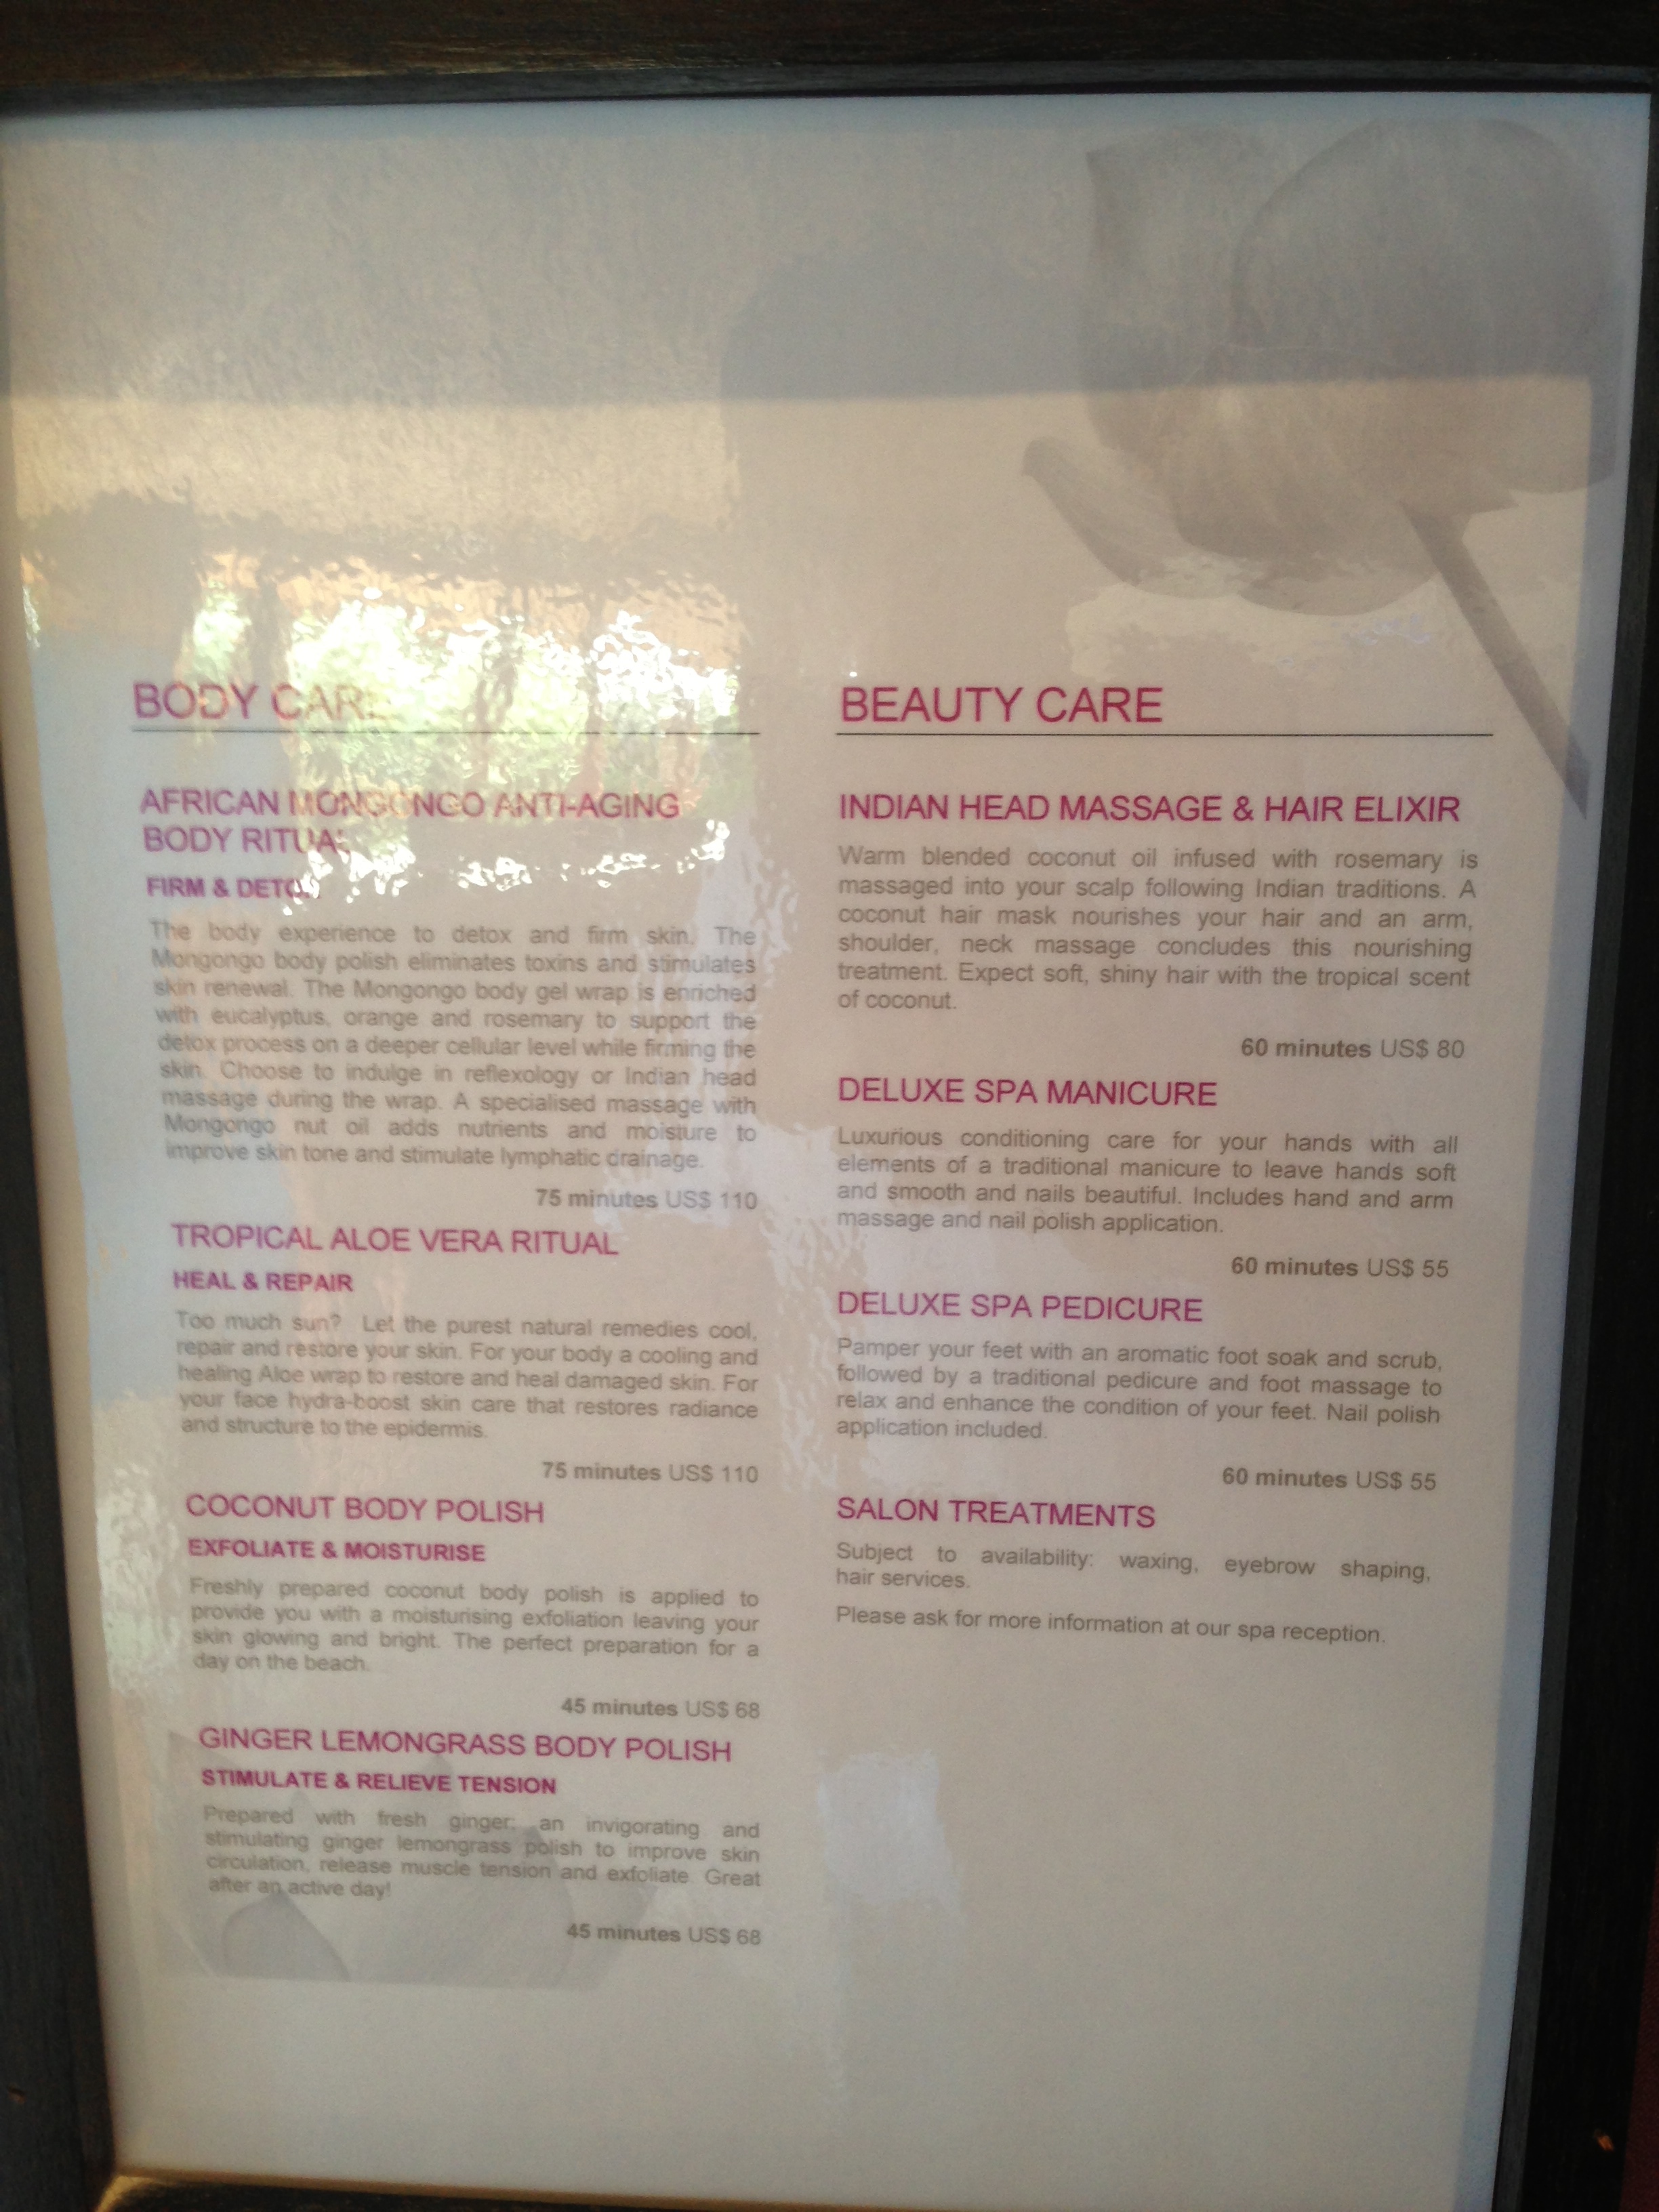 BODY CARE
AFRICAN MONGONGO ANTI-AGING
BODY RITUAL
FIRM & DETOX
The body experience to detox and firm skin. The
Mongongo body polish eliminates toxins and stimulates
skin renewal. The Mongongo body gel wrap is enriched
with eucalyptus, orange and rosemary to support the
detox process on a deeper cellular level while firming the
skin. Choose to indulge in reflexology or Indian head
massage during the wrap. A specialised massage with
Mongongo nut oil adds nutrients and moisture to
improve skin tone and stimulate lymphatic drainage.
75 minutes US$ 110
TROPICAL ALOE VERA RITUAL
HEAL & REPAIR
Too much sun? Let the purest natural remedies cool,
repair and restore your skin. For your body a cooling and
healing Aloe wrap to restore and heal damaged skin. For
your face hydra-boost skin care that restores radiance
and structure to the epidermis.
75 minutes US$ 110
COCONUT BODY POLISH
EXFOLIATE & MOISTURISE
Freshly prepared coconut body polish is applied to
provide you with a moisturising exfoliation leaving your
skin glowing and bright. The perfect preparation for a
day on the beach.
45 minutes US$ 68
GINGER LEMONGRASS BODY POLISH
STIMULATE & RELIEVE TENSION
Prepared with fresh ginger; an invigorating and
stimulating ginger lemongrass polish to improve skin
circulation, release muscle tension and exfoliate. Great
after an active day!
45 minutes US$ 68
BEAUTY CARE
INDIAN HEAD MASSAGE & HAIR ELIXIR
Warm blended coconut oil infused with rosemary is
massaged into your scalp following Indian traditions. A
coconut hair mask nourishes your hair and an arm,
shoulder, neck massage concludes this nourishing
treatment. Expect soft, shiny hair with the tropical scent
of coconut.
60 minutes US$ 80
DELUXE SPA MANICURE
Luxurious conditioning care for your hands with all
elements of a traditional manicure to leave hands soft
and smooth and nails beautiful. Includes hand and arm
massage and nail polish application.
60 minutes US$ 55
DELUXE SPA PEDICURE
Pamper your feet with an aromatic foot soak and scrub,
followed by a traditional pedicure and foot massage to
relax and enhance the condition of your feet. Nail polish
application included.
60 minutes US$ 55
SALON TREATMENTS
Subject to availability: waxing, eyebrow shaping,
hair services.
Please ask for more information at our spa reception.